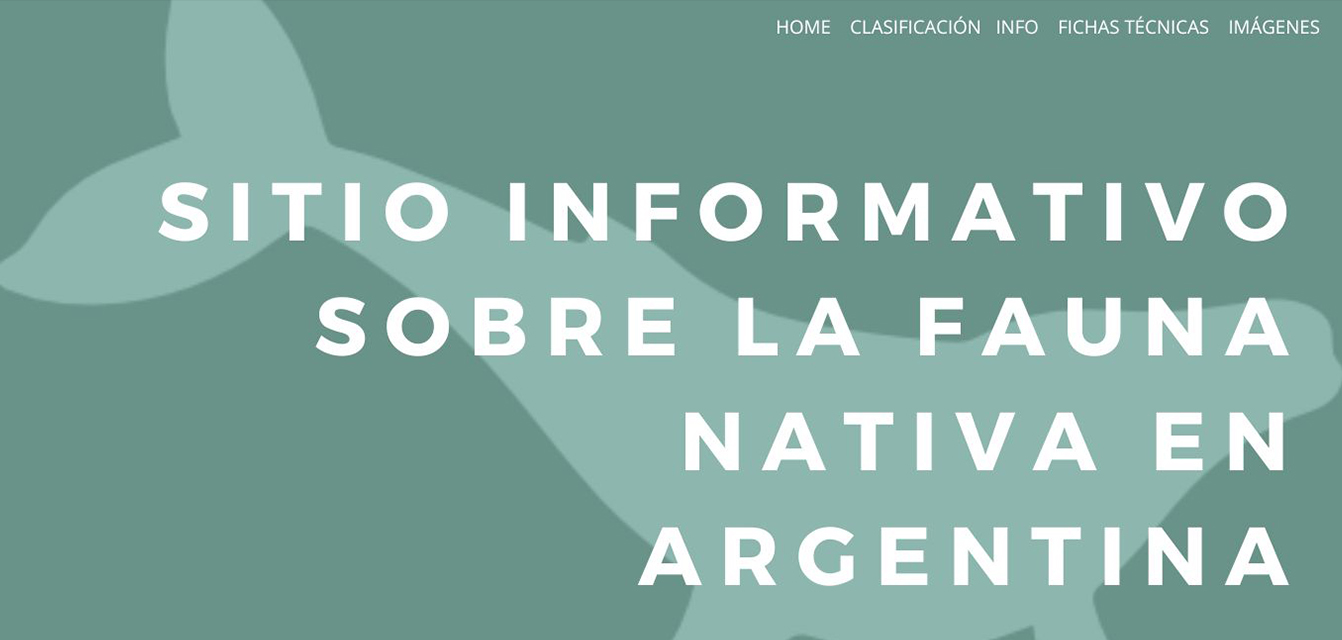 HOME CLASIFICACIÓN INFO FICHAS TÉCNICAS IMÁGENES
SITIO INFORMATIVO
SOBRE LA FAUNA
NATIVA EN
ARGENTINA